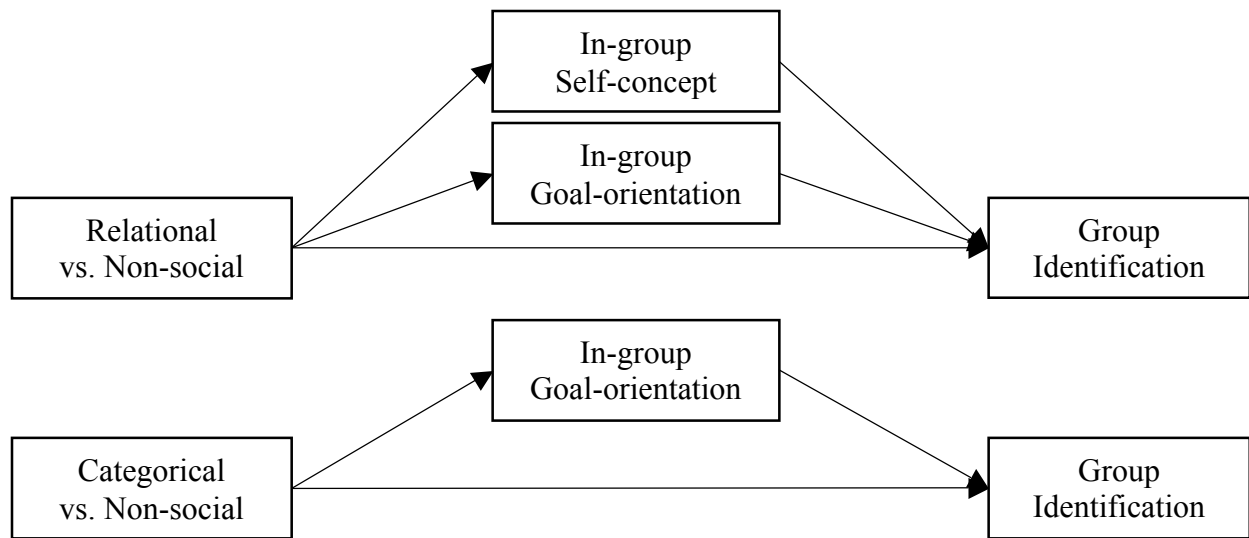 In-group
Self-concept
In-group
Goal-orientation
Relational
vs. Non-social
Group
Identification
In-group
Goal-orientation
Categorical
vs. Non-social
Group
Identification